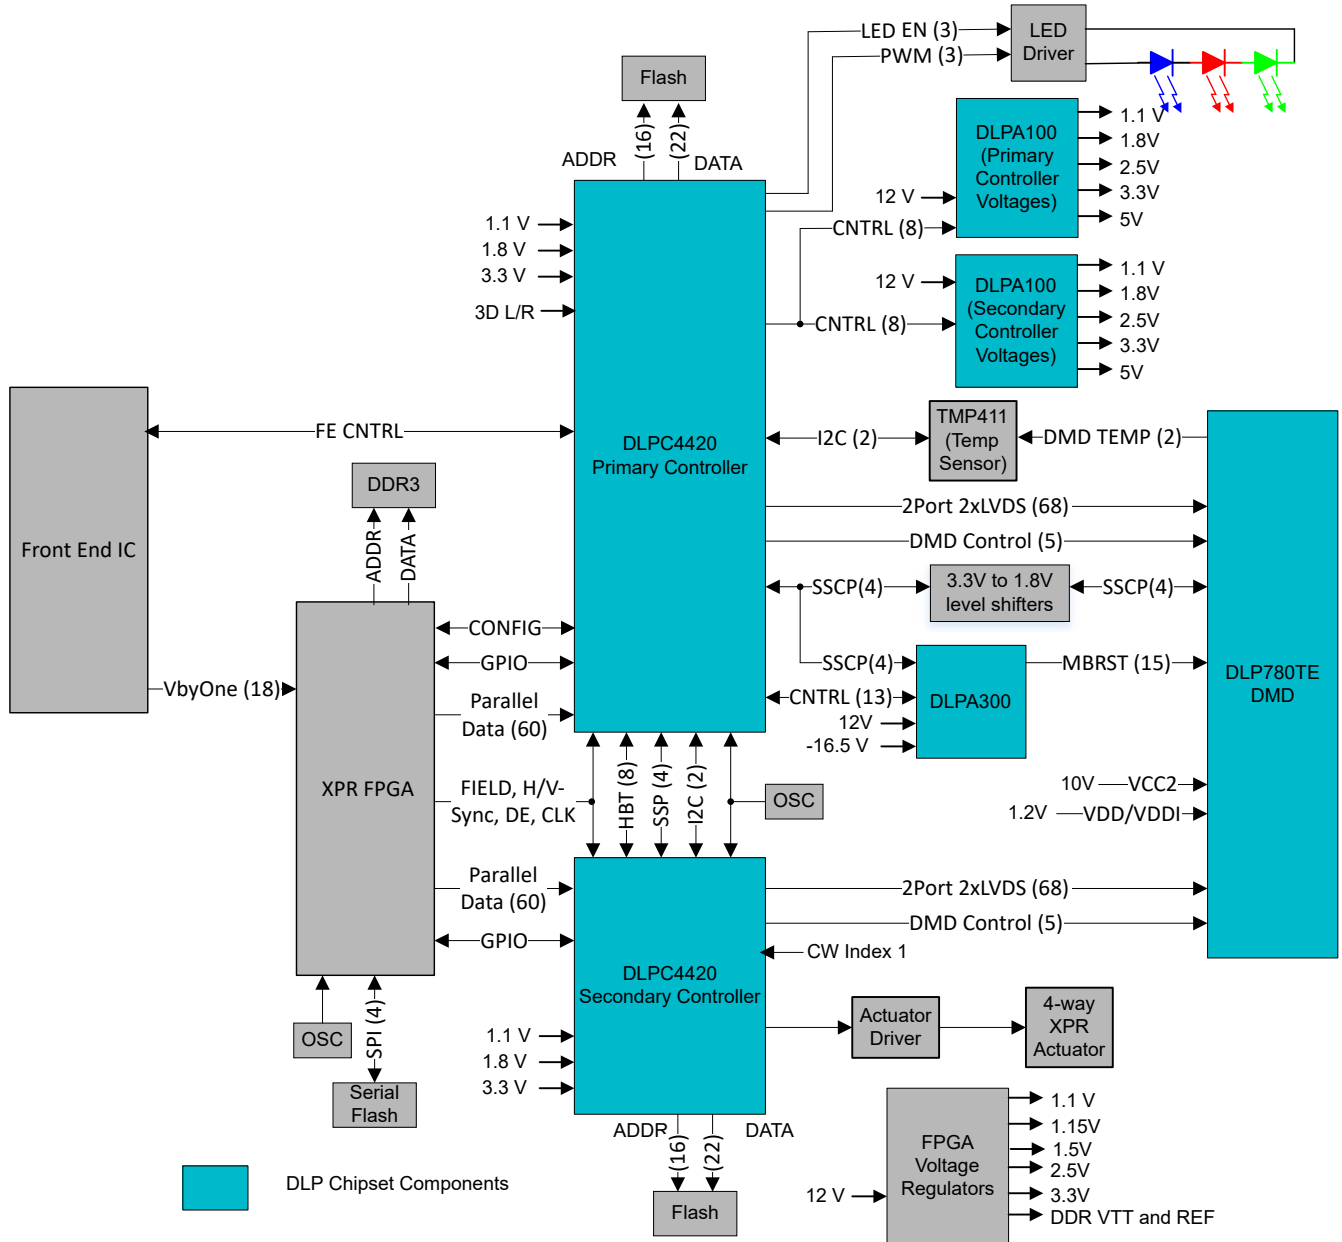 LED EN (3)
PWM (3)
LED
Driver
Flash
(16)
(22)
ADDR
DATA
DLPA100
(Primary
Controller
Voltages)
1.1 V
1.8V
2.5V
3.3V
5V
12 V
CNTRL (8)
1.1 V
1.8 V
3.3 V
3D L/R
DLPA100
(Secondary
Controller
Voltages)
1.1 V
1.8V
2.5V
3.3V
5V
12 V
CNTRL (8)
Front End IC
FE CNTRL
DLPC4420
Primary Controller
I2C (2)
TMP411
(Temp
Sensor)
DMD TEMP (2)
DDR3
ADDR
DATA
2Port 2xLVDS (68)
DMD Control (5)
SSCP(4)
3.3V to 1.8V
level shifters
SSCP(4)
CONFIG
GPIO
SSCP(4)
MBRST (15)
DLP780TE
DMD
VbyOne (18)
Parallel
Data (60)
CNTRL (13)
DLPA300
12V
-16.5 V
XPR FPGA
FIELD, H/V-
Sync, DE, CLK
HBT (8)
SSP (4)
I2C (2)
OSC
10V
VCC2
1.2V
VDD/VDDI
Parallel
Data (60)
2Port 2xLVDS (68)
GPIO
DMD Control (5)
CW Index 1
DLPC4420
Secondary Controller
OSC
SPI (4)
Serial
Flash
1.1 V
1.8 V
3.3 V
Actuator
Driver
4-way
XPR
Actuator
ADDR
DATA
(16)
(22)
Flash
FPGA
Voltage
Regulators
12 V
1.1 V
1.15V
1.5V
2.5V
3.3V
DDR VTT and REF
DLP Chipset Components